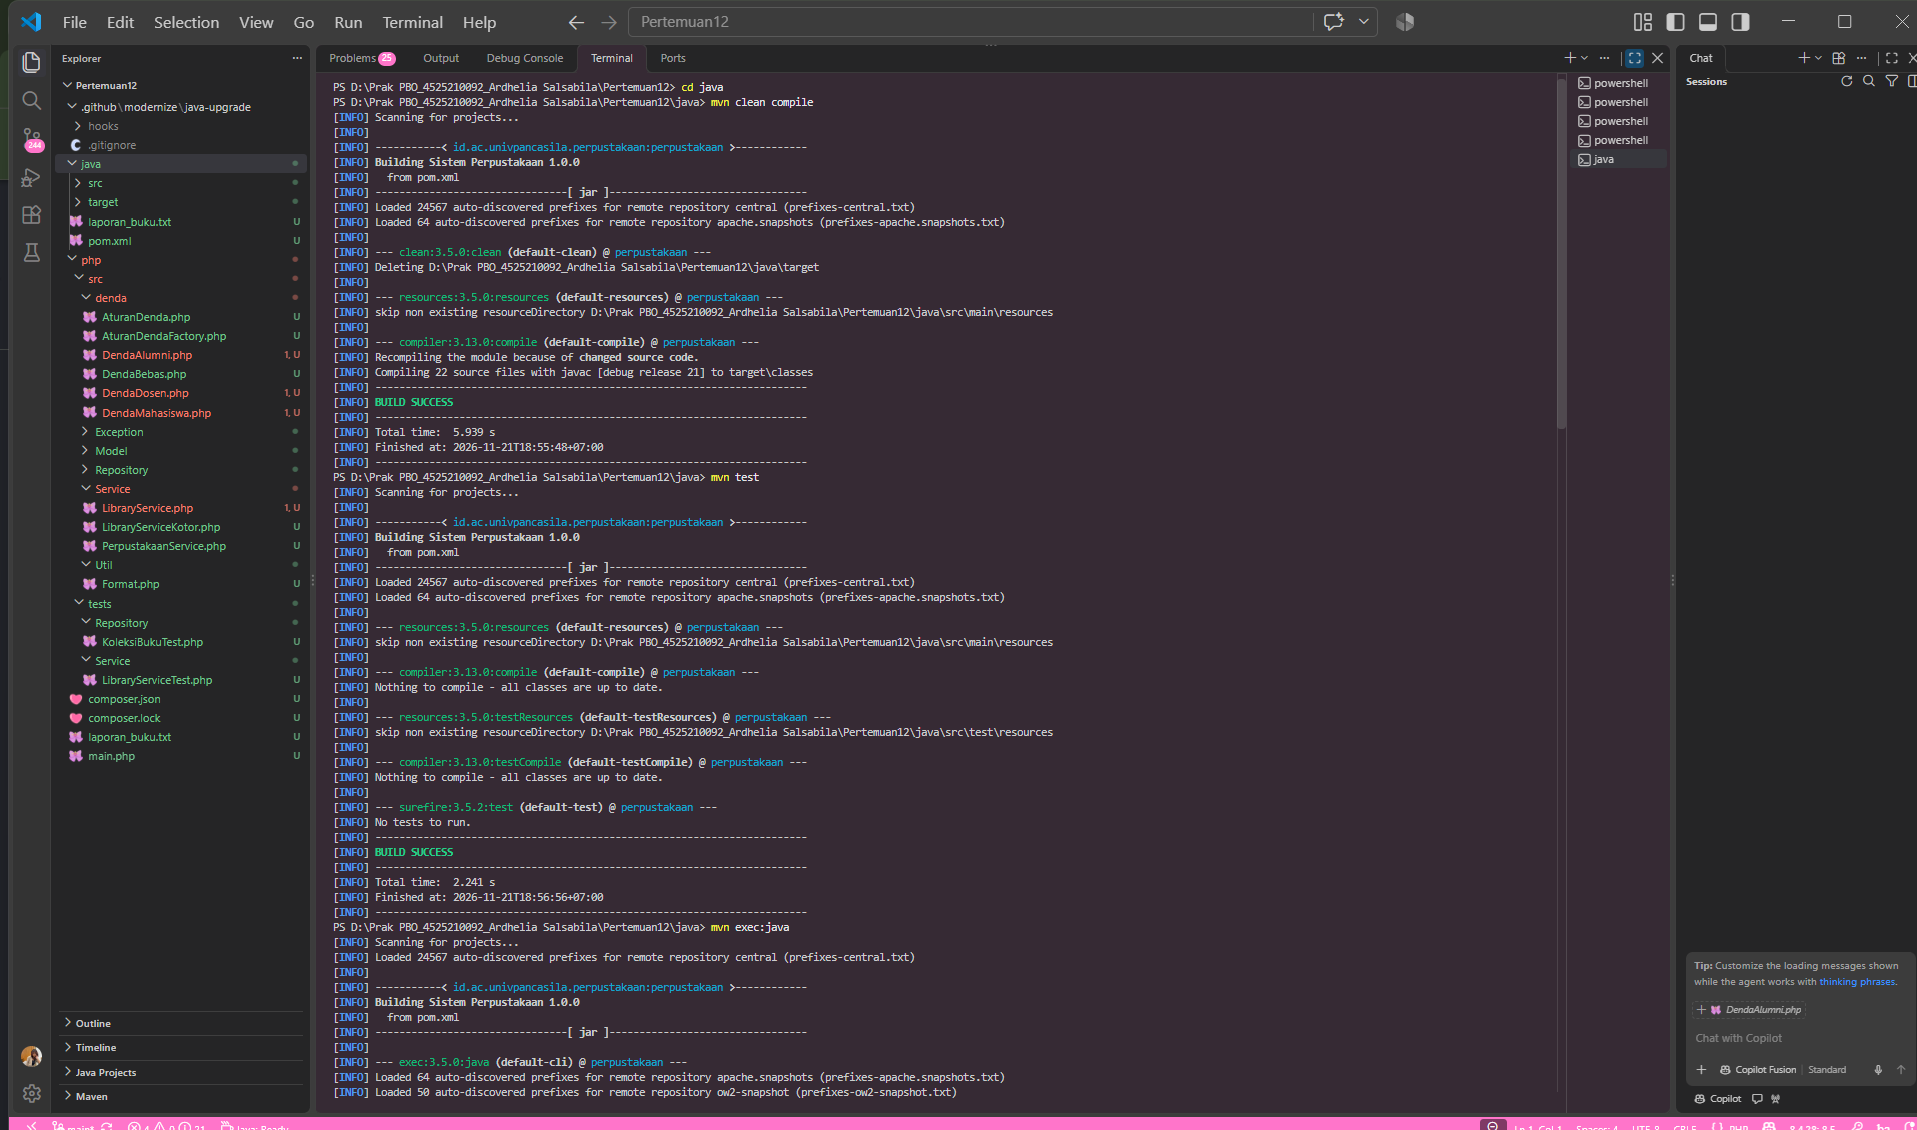 File Edit Selection View Go Run Terminal Help
Pertemuan12
Explorer
Pertemuan12
.github\modernize\java-upgrade
hooks
.gitignore
java
src
target
laporan_buku.txt U
pom.xml U
php
src
denda
AturanDenda.php U
AturanDendaFactory.php U
DendaAlumni.php 1, U
DendaBebas.php U
DendaDosen.php 1, U
DendaMahasiswa.php 1, U
Exception
Model
Repository
Service
LibraryService.php 1, U
LibraryServiceKotor.php U
PerpustakaanService.php U
Util
Format.php U
tests
Repository
KoleksiBukuTest.php U
Service
LibraryServiceTest.php U
composer.json U
composer.lock U
laporan_buku.txt U
main.php U
Outline
Timeline
Java Projects
Maven
244
Problems 25 Output Debug Console Terminal Ports
PS D:\Prak PBO_4525210092_Ardhelia Salsabila\Pertemuan12> cd java
PS D:\Prak PBO_4525210092_Ardhelia Salsabila\Pertemuan12\java> mvn clean compile
[INFO] Scanning for projects...
[INFO]
[INFO] -----------< id.ac.univpancasila.perpustakaan:perpustakaan >------------
[INFO] Building Sistem Perpustakaan 1.0.0
[INFO]   from pom.xml
[INFO] --------------------------------[ jar ]---------------------------------
[INFO] Loaded 24567 auto-discovered prefixes for remote repository central (prefixes-central.txt)
[INFO] Loaded 64 auto-discovered prefixes for remote repository apache.snapshots (prefixes-apache.snapshots.txt)
[INFO]
[INFO] --- clean:3.5.0:clean (default-clean) @ perpustakaan ---
[INFO] Deleting D:\Prak PBO_4525210092_Ardhelia Salsabila\Pertemuan12\java\target
[INFO]
[INFO] --- resources:3.5.0:resources (default-resources) @ perpustakaan ---
[INFO] skip non existing resourceDirectory D:\Prak PBO_4525210092_Ardhelia Salsabila\Pertemuan12\java\src\main\resources
[INFO]
[INFO] --- compiler:3.13.0:compile (default-compile) @ perpustakaan ---
[INFO] Recompiling the module because of changed source code.
[INFO] Compiling 22 source files with javac [debug release 21] to target\classes
[INFO] ------------------------------------------------------------------------
[INFO] BUILD SUCCESS
[INFO] ------------------------------------------------------------------------
[INFO] Total time:  5.939 s
[INFO] Finished at: 2026-11-21T18:55:48+07:00
[INFO] ------------------------------------------------------------------------
PS D:\Prak PBO_4525210092_Ardhelia Salsabila\Pertemuan12\java> mvn test
[INFO] Scanning for projects...
[INFO]
[INFO] -----------< id.ac.univpancasila.perpustakaan:perpustakaan >------------
[INFO] Building Sistem Perpustakaan 1.0.0
[INFO]   from pom.xml
[INFO] --------------------------------[ jar ]---------------------------------
[INFO] Loaded 24567 auto-discovered prefixes for remote repository central (prefixes-central.txt)
[INFO] Loaded 64 auto-discovered prefixes for remote repository apache.snapshots (prefixes-apache.snapshots.txt)
[INFO]
[INFO] --- resources:3.5.0:resources (default-resources) @ perpustakaan ---
[INFO] skip non existing resourceDirectory D:\Prak PBO_4525210092_Ardhelia Salsabila\Pertemuan12\java\src\main\resources
[INFO]
[INFO] --- compiler:3.13.0:compile (default-compile) @ perpustakaan ---
[INFO] Nothing to compile - all classes are up to date.
[INFO]
[INFO] --- resources:3.5.0:testResources (default-testResources) @ perpustakaan ---
[INFO] skip non existing resourceDirectory D:\Prak PBO_4525210092_Ardhelia Salsabila\Pertemuan12\java\src\test\resources
[INFO]
[INFO] --- compiler:3.13.0:testCompile (default-testCompile) @ perpustakaan ---
[INFO] Nothing to compile - all classes are up to date.
[INFO]
[INFO] --- surefire:3.5.2:test (default-test) @ perpustakaan ---
[INFO] No tests to run.
[INFO] ------------------------------------------------------------------------
[INFO] BUILD SUCCESS
[INFO] ------------------------------------------------------------------------
[INFO] Total time:  2.241 s
[INFO] Finished at: 2026-11-21T18:56:56+07:00
[INFO] ------------------------------------------------------------------------
PS D:\Prak PBO_4525210092_Ardhelia Salsabila\Pertemuan12\java> mvn exec:java
[INFO] Scanning for projects...
[INFO] Loaded 24567 auto-discovered prefixes for remote repository central (prefixes-central.txt)
[INFO]
[INFO] -----------< id.ac.univpancasila.perpustakaan:perpustakaan >------------
[INFO] Building Sistem Perpustakaan 1.0.0
[INFO]   from pom.xml
[INFO] --------------------------------[ jar ]---------------------------------
[INFO]
[INFO] --- exec:3.5.0:java (default-cli) @ perpustakaan ---
[INFO] Loaded 64 auto-discovered prefixes for remote repository apache.snapshots (prefixes-apache.snapshots.txt)
[INFO] Loaded 50 auto-discovered prefixes for remote repository ow2-snapshot (prefixes-ow2-snapshot.txt)
powershell
powershell
powershell
powershell
java
Chat
Sessions
Tip: Customize the loading messages shown
while the agent works with thinking phrases.
DendaAlumni.php
Chat with Copilot
Copilot Fusion Standard
Copilot
main* 4 0 21 Java: Ready Ln 1, Col 1 Spaces: 4 UTF-8 CRLF PHP